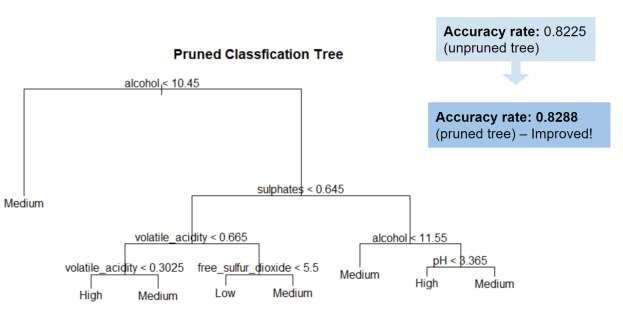 Accuracy rate: 0.8225
(unpruned tree)
Pruned Classfication Tree
alcohol < 10.45
Accuracy rate: 0.8288
(pruned tree) – Improved!
sulphates < 0.645
Medium
volatile_acidity < 0.665
alcohol < 11.55
volatile_acidity < 0.3025
free_sulfur_dioxide < 5.5
pH < 3.365
High
Medium
Low
Medium
Medium
High
Medium